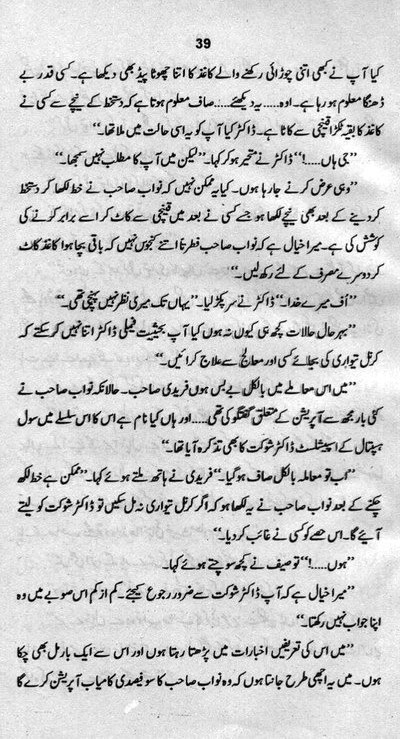 39
کیا آپ نے کبھی اتنی چوڑائی رکھنے والے کاغذ کا اتنا چھوٹا پیڈ بھی دیکھا ہے۔ کسی قدر بے
ڈھنگا معلوم ہو رہا ہے۔ اوہ..... یہ دیکھئے..... صاف معلوم ہوتا ہے کہ دستخط کے نیچے سے کسی نے
کاغذ کا بقیہ ٹکڑا قینچی سے کاٹا ہے۔ ڈاکٹر کیا آپ کو یہ اسی حالت میں ملا تھا۔‘‘
’’جی ہاں.....!‘‘ ڈاکٹر نے متحیر ہو کر کہا۔ ’’لیکن میں آپ کا مطلب نہیں سمجھا۔‘‘
’’وہی عرض کرنے جا رہا ہوں۔ کیا یہ ممکن نہیں کہ نواب صاحب نے خط لکھا کر دستخط
کر دینے کے بعد بھی نیچے لکھا ہو جسے کسی نے بعد میں قینچی سے کاٹ کر اسے برابر کرنے کی
کوشش کی ہے۔ میرا خیال ہے کہ نواب صاحب فطرتاً اتنے کنجوس نہیں کہ باقی بچا ہوا کاغذ کاٹ
کر دوسرے مصرف کے لئے رکھ لیں۔‘‘
’’اُف میرے خدا۔‘‘ ڈاکٹر نے سر پکڑ لیا۔ ’’یہاں تک میری نظر نہیں پہنچی تھی۔‘‘
’’بہرحال حالات کچھ ہی کیوں نہ ہوں کیا آپ بحیثیت فیملی ڈاکٹر اتنا نہیں کر سکتے کہ
کرنل تیواری کی بجائے کسی اور معالج سے علاج کرائیں۔‘‘
’’میں اس معاملے میں بالکل بے بس ہوں فریدی صاحب۔ حالانکہ نواب صاحب نے
کئی بار مجھ سے آپریشن کے متعلق گفتگو کی تھی..... اور ہاں کیا نام ہے اس کا اس سلسلے میں سول
ہسپتال کے اسپیشلسٹ ڈاکٹر شوکت کا بھی تذکرہ آیا تھا۔‘‘
’’اب تو معاملہ بالکل صاف ہو گیا۔‘‘ فریدی نے ہاتھ ملتے ہوئے کہا۔ ’’ممکن ہے خط لکھ
چکنے کے بعد نواب صاحب نے یہ لکھا ہو کہ اگر کرنل تیواری نہ مل سکیں تو ڈاکٹر شوکت کو لیتے
آئیے گا۔ اس حصے کو کسی نے غائب کر دیا۔‘‘
’’ہوں.....!‘‘ توصیف نے کچھ سوچتے ہوئے کہا۔
’’میرا خیال ہے کہ آپ ڈاکٹر شوکت سے ضرور رجوع کیجئے۔ کم از کم اس صوبے میں وہ
اپنا جواب نہیں رکھتا۔‘‘
’’میں اس کی تعریفیں اخبارات میں پڑھتا رہتا ہوں اور اس سے ایک بار مل بھی چکا
ہوں۔ میں یہ اچھی طرح جانتا ہوں کہ وہ نواب صاحب کا سو فیصدی کامیاب آپریشن کرے گا